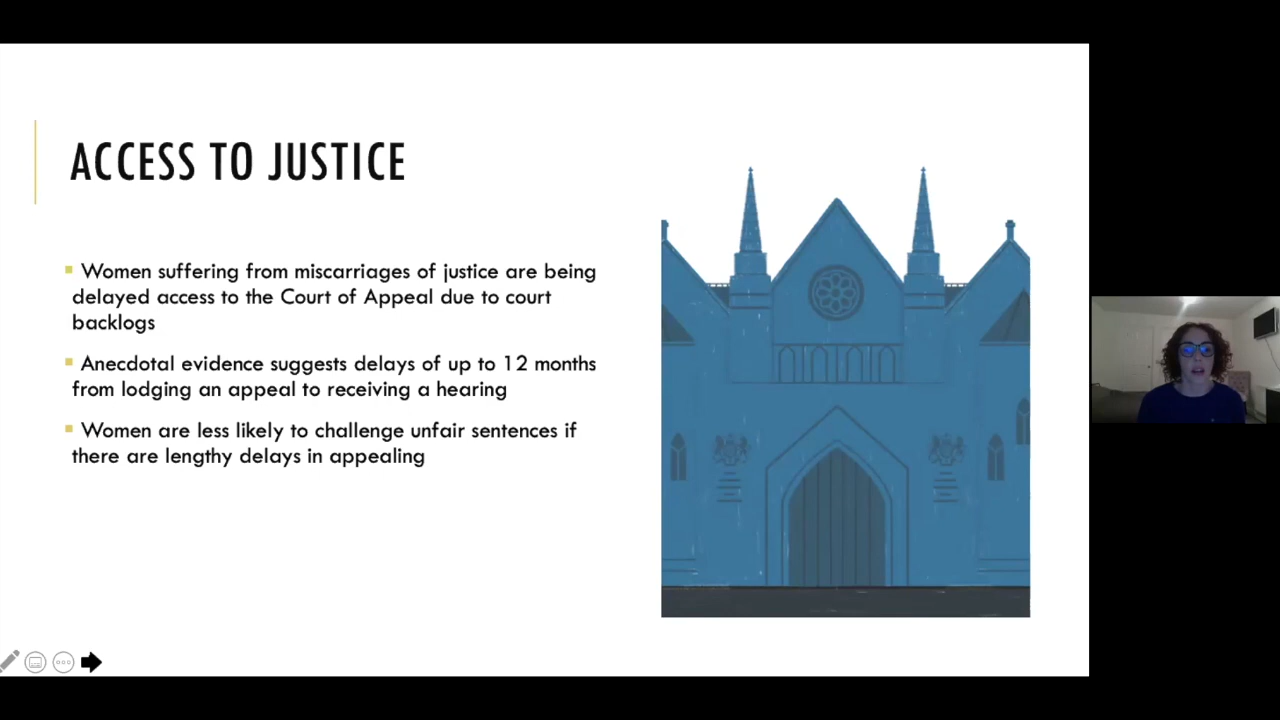 ACCESS TO JUSTICE
Women suffering from miscarriages of justice are being
delayed access to the Court of Appeal due to court
backlogs
Anecdotal evidence suggests delays of up to 12 months
from lodging an appeal to receiving a hearing
Women are less likely to challenge unfair sentences if
there are lengthy delays in appealing